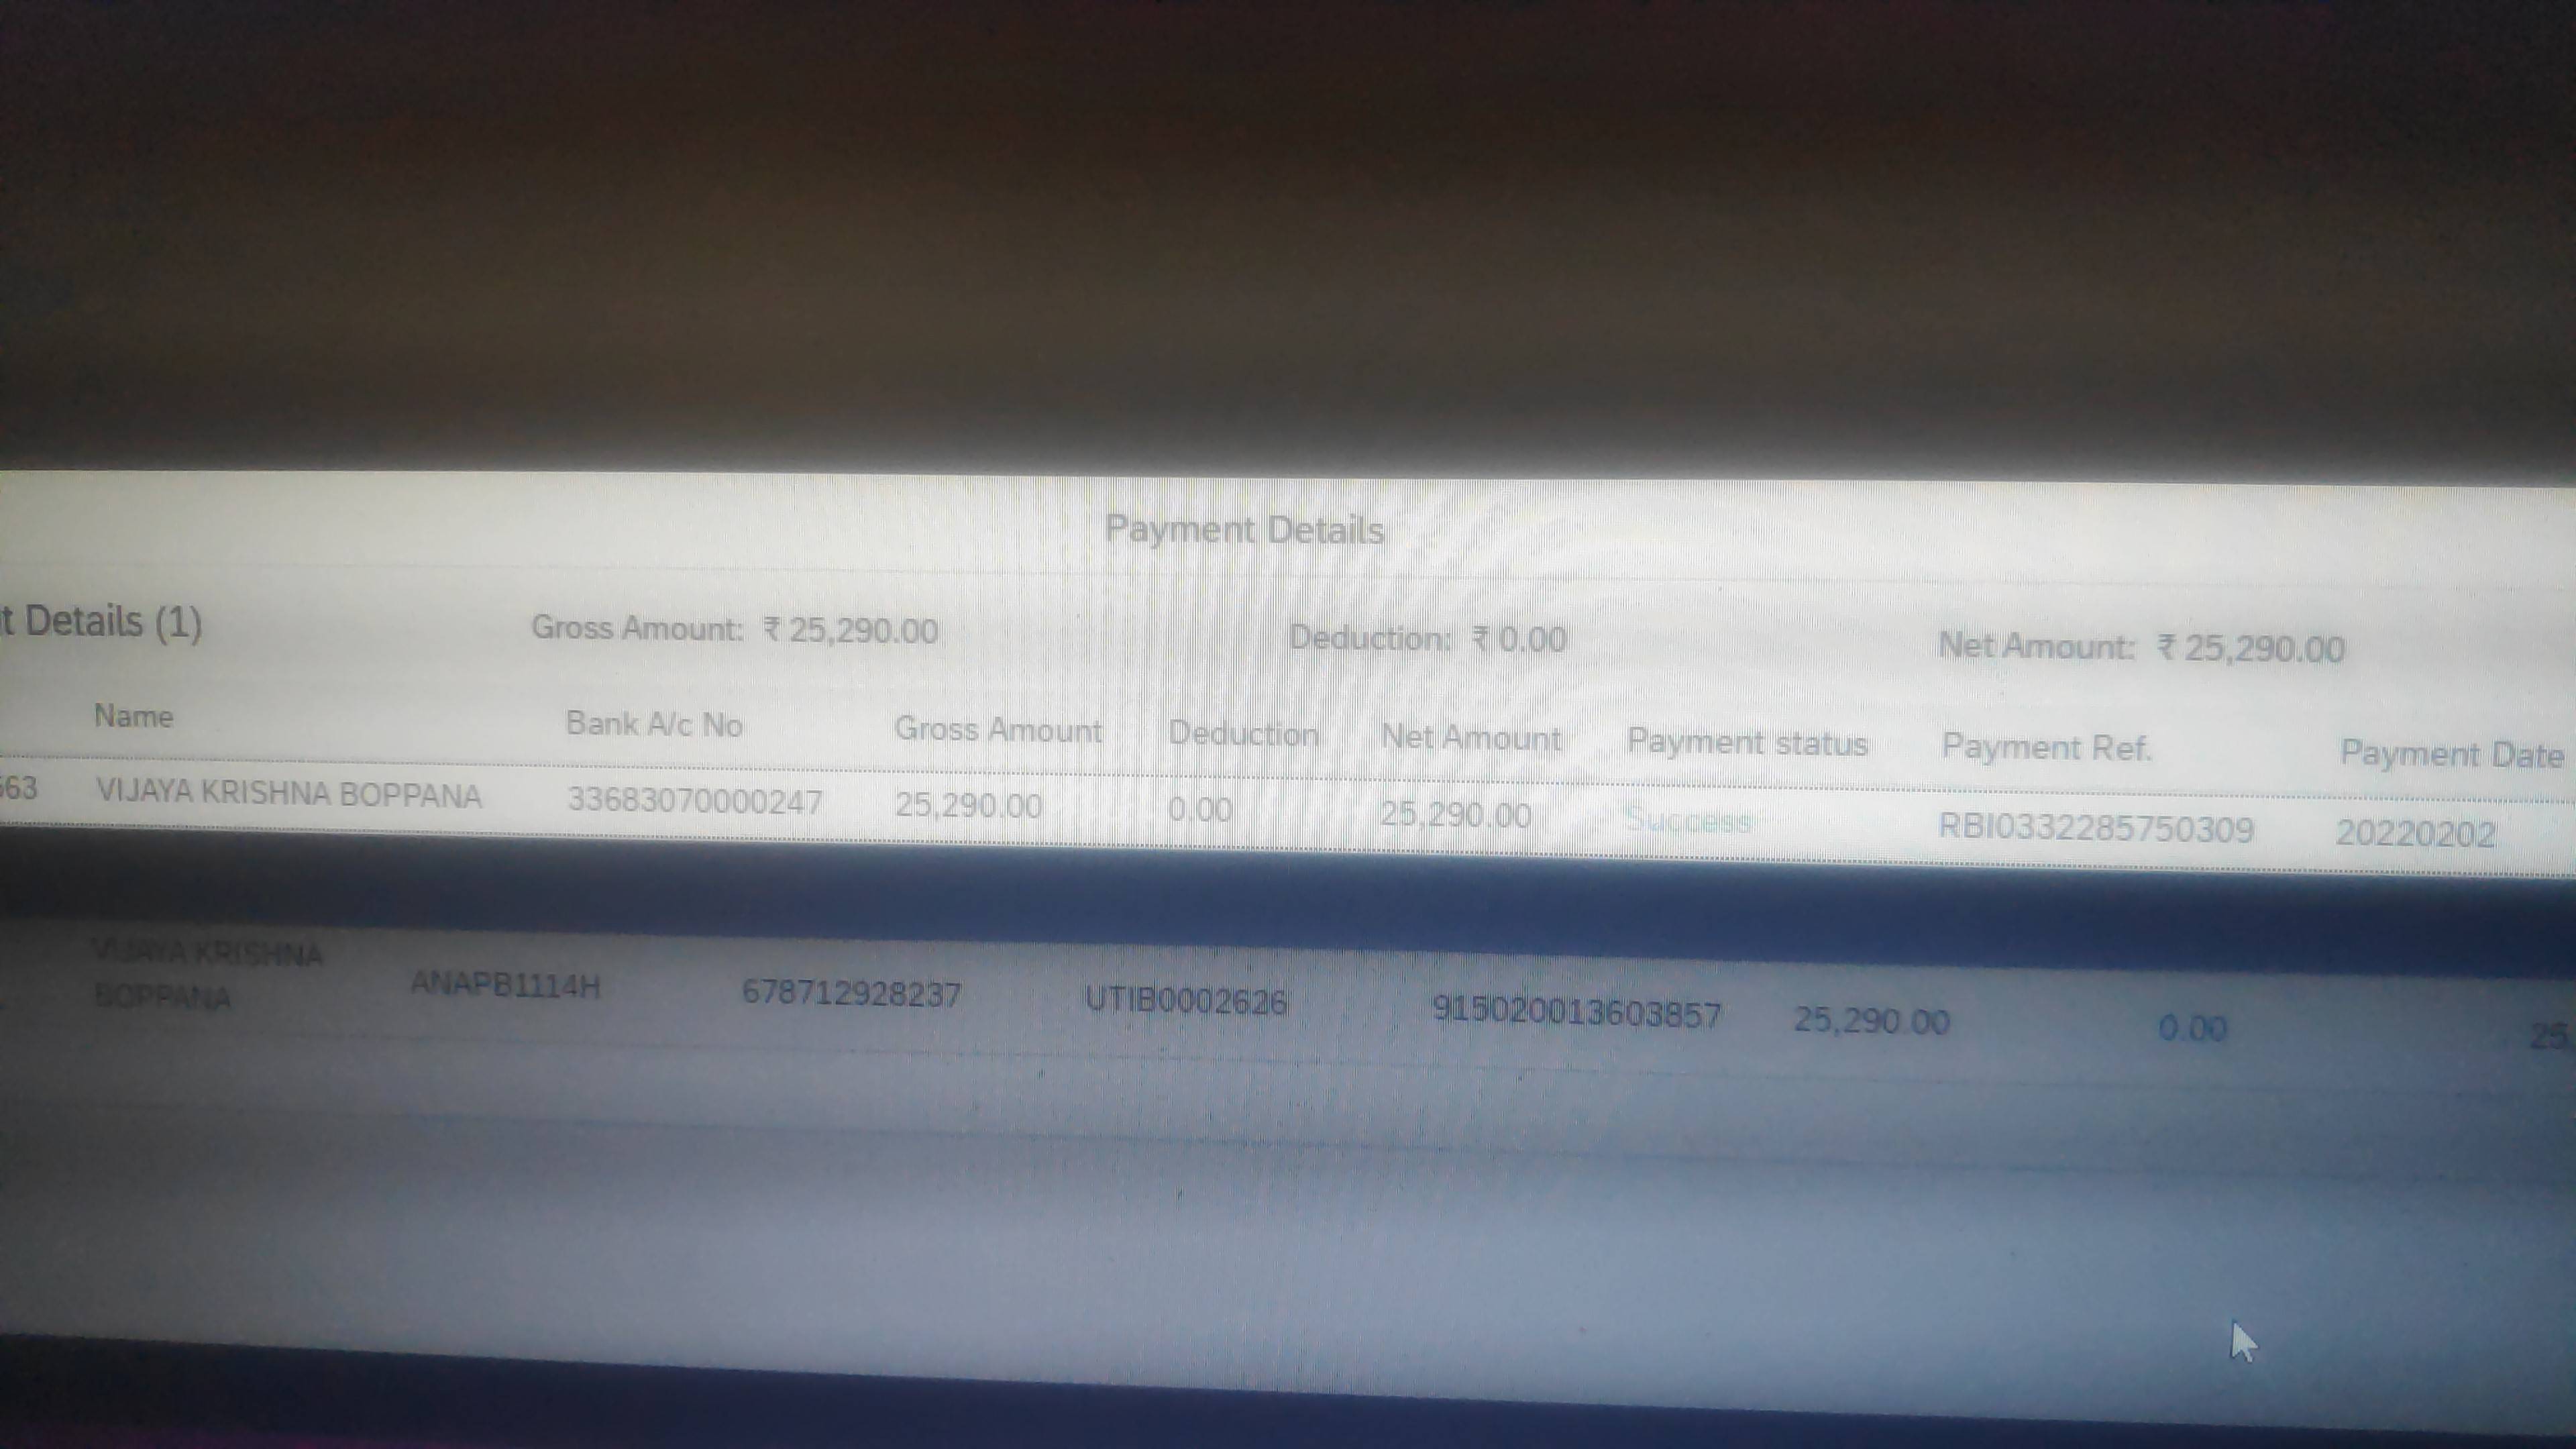 Payment Details
t Details (1) Gross Amount: ₹ 25,290.00 Deduction: ₹ 0.00 Net Amount: ₹ 25,290.00
Name Bank A/c No Gross Amount Deduction Net Amount Payment status Payment Ref. Payment Date
63 VIJAYA KRISHNA BOPPANA 33683070000247 25,290.00 0.00 25,290.00 Success RBI0332285750309 20220202
VIJAYA KRISHNA
BOPPANA ANAPB1114H 678712928237 UTIB0002626 915020013603857 25,290.00 0.00 25